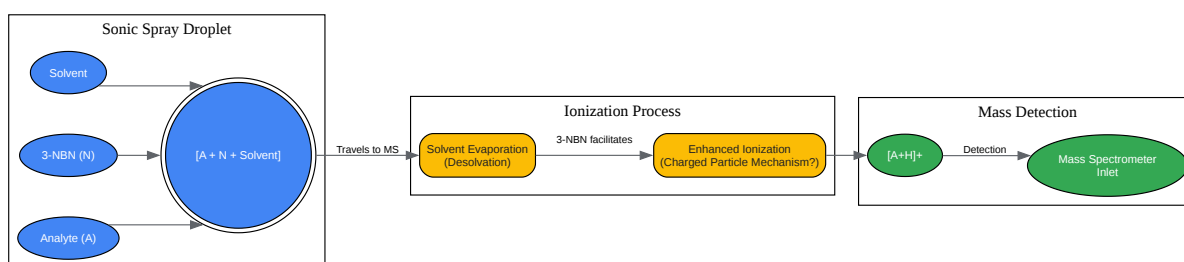 Sonic Spray Droplet
Solvent
3-NBN (N)
Analyte (A)
[A + N + Solvent]
Travels to MS
Ionization Process
Solvent Evaporation
(Desolvation)
3-NBN facilitates
Enhanced Ionization
(Charged Particle Mechanism?)
Mass Detection
[A+H]+
Detection
Mass Spectrometer
Inlet